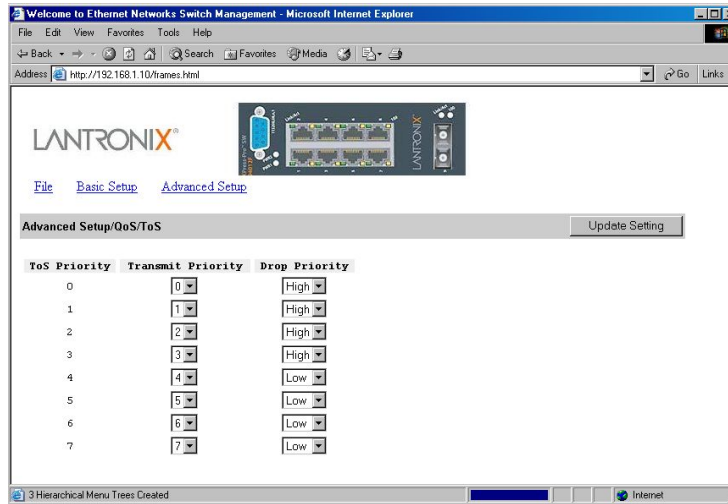 Welcome to Ethernet Networks Switch Management - Microsoft Internet Explorer
File Edit View Favorites Tools Help
Back Search Favorites Media
Address http://192.168.1.10/frames.html Go Links
LANTRONIX®
LANTRONIX
File Basic Setup Advanced Setup
Advanced Setup/QoS/ToS Update Setting
ToS Priority Transmit Priority Drop Priority
0 0 High
1 1 High
2 2 High
3 3 High
4 4 Low
5 5 Low
6 6 Low
7 7 Low
3 Hierarchical Menu Trees Created Internet